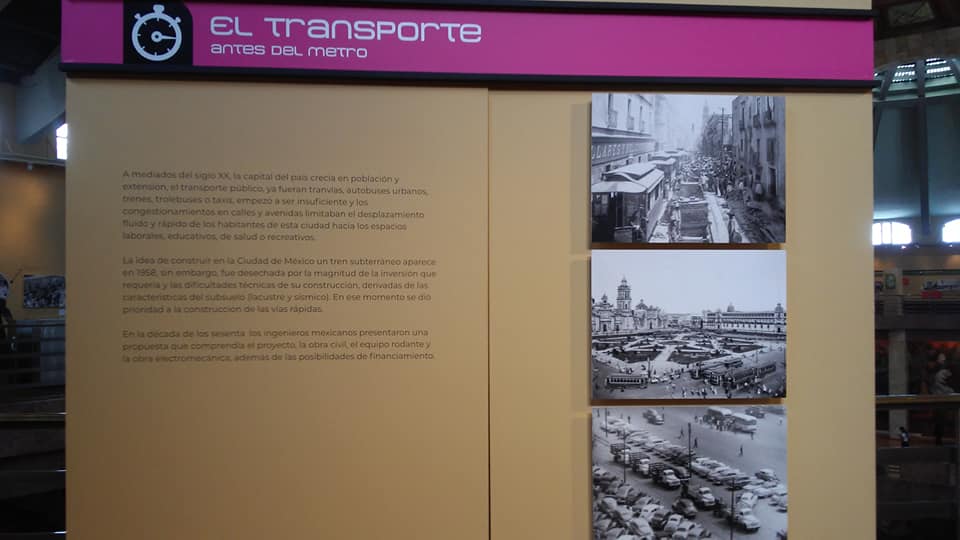 EL TRANSPORTE
ANTES DEL METRO
A mediados del siglo XX, la capital del país crecía en población y
extensión, el transporte público, ya fueran tranvías, autobuses urbanos,
trenes, trolebuses o taxis, empezó a ser insuficiente y los
congestionamientos en calles y avenidas limitaban el desplazamiento
fluido y rápido de los habitantes de esta ciudad hacia los espacios
laborales, educativos, de salud o recreativos.
La idea de construir en la Ciudad de México un tren subterráneo aparece
en 1958, sin embargo, fue desechada por la magnitud de la inversión que
requería y las dificultades técnicas de su construcción, derivadas de las
características del subsuelo (lacustre y sísmico). En ese momento se dio
prioridad a la construcción de las vías rápidas.
En la década de los sesenta los ingenieros mexicanos presentaron una
propuesta que comprendía el proyecto, la obra civil, el equipo rodante y
la obra electromecánica, además de las posibilidades de financiamiento.